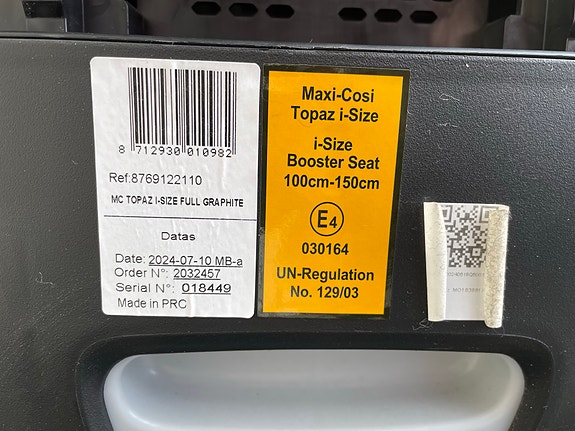 8 712930 010982
Ref:8769122110
MC TOPAZ I-SIZE FULL GRAPHITE
Datas
Date: 2024-07-10 MB-a
Order N°: 2032457
Serial N°: 018449
Made in PRC
Maxi-Cosi
Topaz i-Size
i-Size
Booster Seat
100cm-150cm
E4
030164
UN-Regulation
No. 129/03